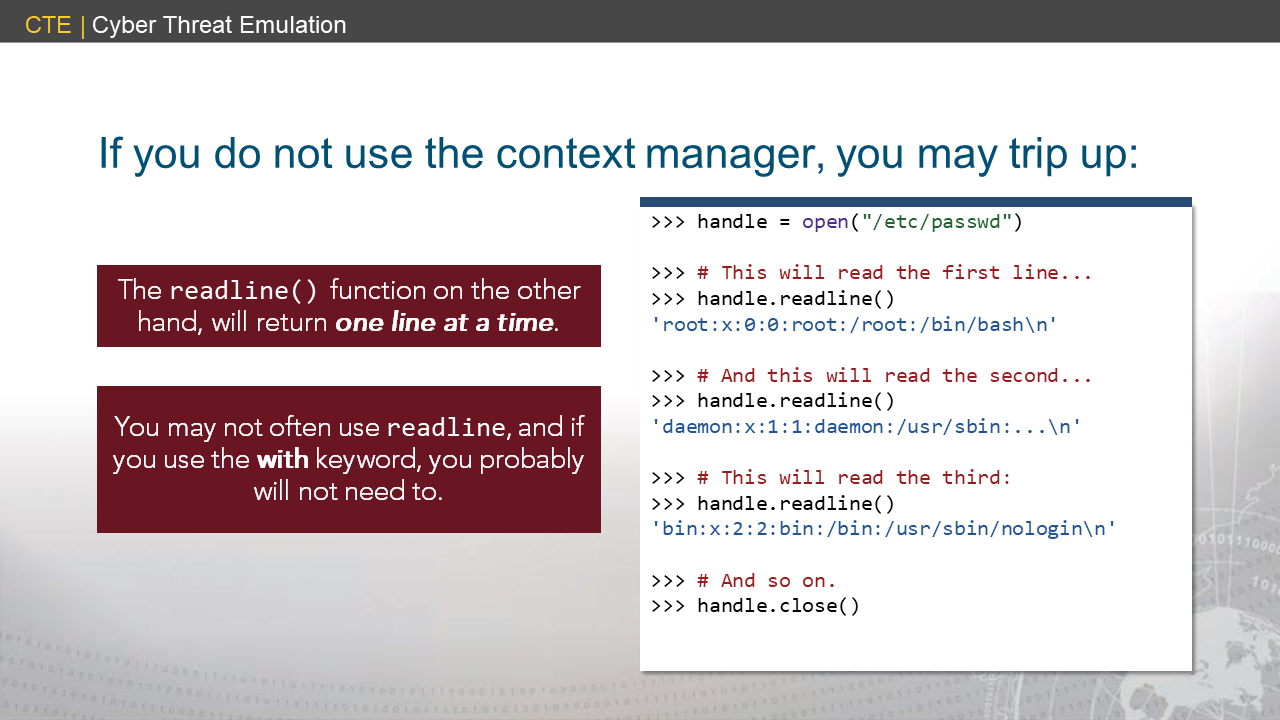 CTE | Cyber Threat Emulation
If you do not use the context manager, you may trip up:
The readline() function on the other
hand, will return one line at a time.
You may not often use readline, and if
you use the with keyword, you probably
will not need to.
>>> handle = open("/etc/passwd")
>>> # This will read the first line...
>>> handle.readline()
'root:x:0:0:root:/root:/bin/bash\n'
>>> # And this will read the second...
>>> handle.readline()
'daemon:x:1:1:daemon:/usr/sbin:...\n'
>>> # This will read the third:
>>> handle.readline()
'bin:x:2:2:bin:/bin:/usr/sbin/nologin\n'
>>> # And so on.
>>> handle.close()